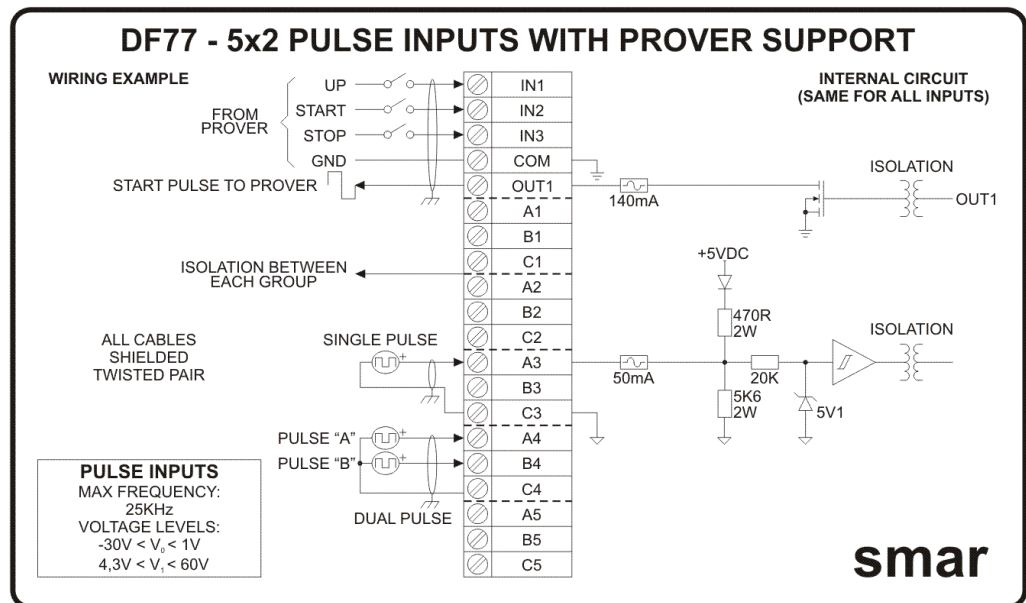 DF77 - 5x2 PULSE INPUTS WITH PROVER SUPPORT
WIRING EXAMPLE
INTERNAL CIRCUIT
(SAME FOR ALL INPUTS)
FROM
PROVER
UP
START
STOP
GND
START PULSE TO PROVER
ISOLATION BETWEEN
EACH GROUP
ALL CABLES
SHIELDED
TWISTED PAIR
SINGLE PULSE
+
PULSE "A"
+
PULSE "B"
+
DUAL PULSE
PULSE INPUTS
MAX FREQUENCY:
25KHz
VOLTAGE LEVELS:
-30V < V₀ < 1V
4,3V < V₁ < 60V
IN1
IN2
IN3
COM
OUT1
A1
B1
C1
A2
B2
C2
A3
B3
C3
A4
B4
C4
A5
B5
C5
140mA
ISOLATION
OUT1
+5VDC
470R
2W
50mA
20K
5K6
2W
5V1
ISOLATION
smar